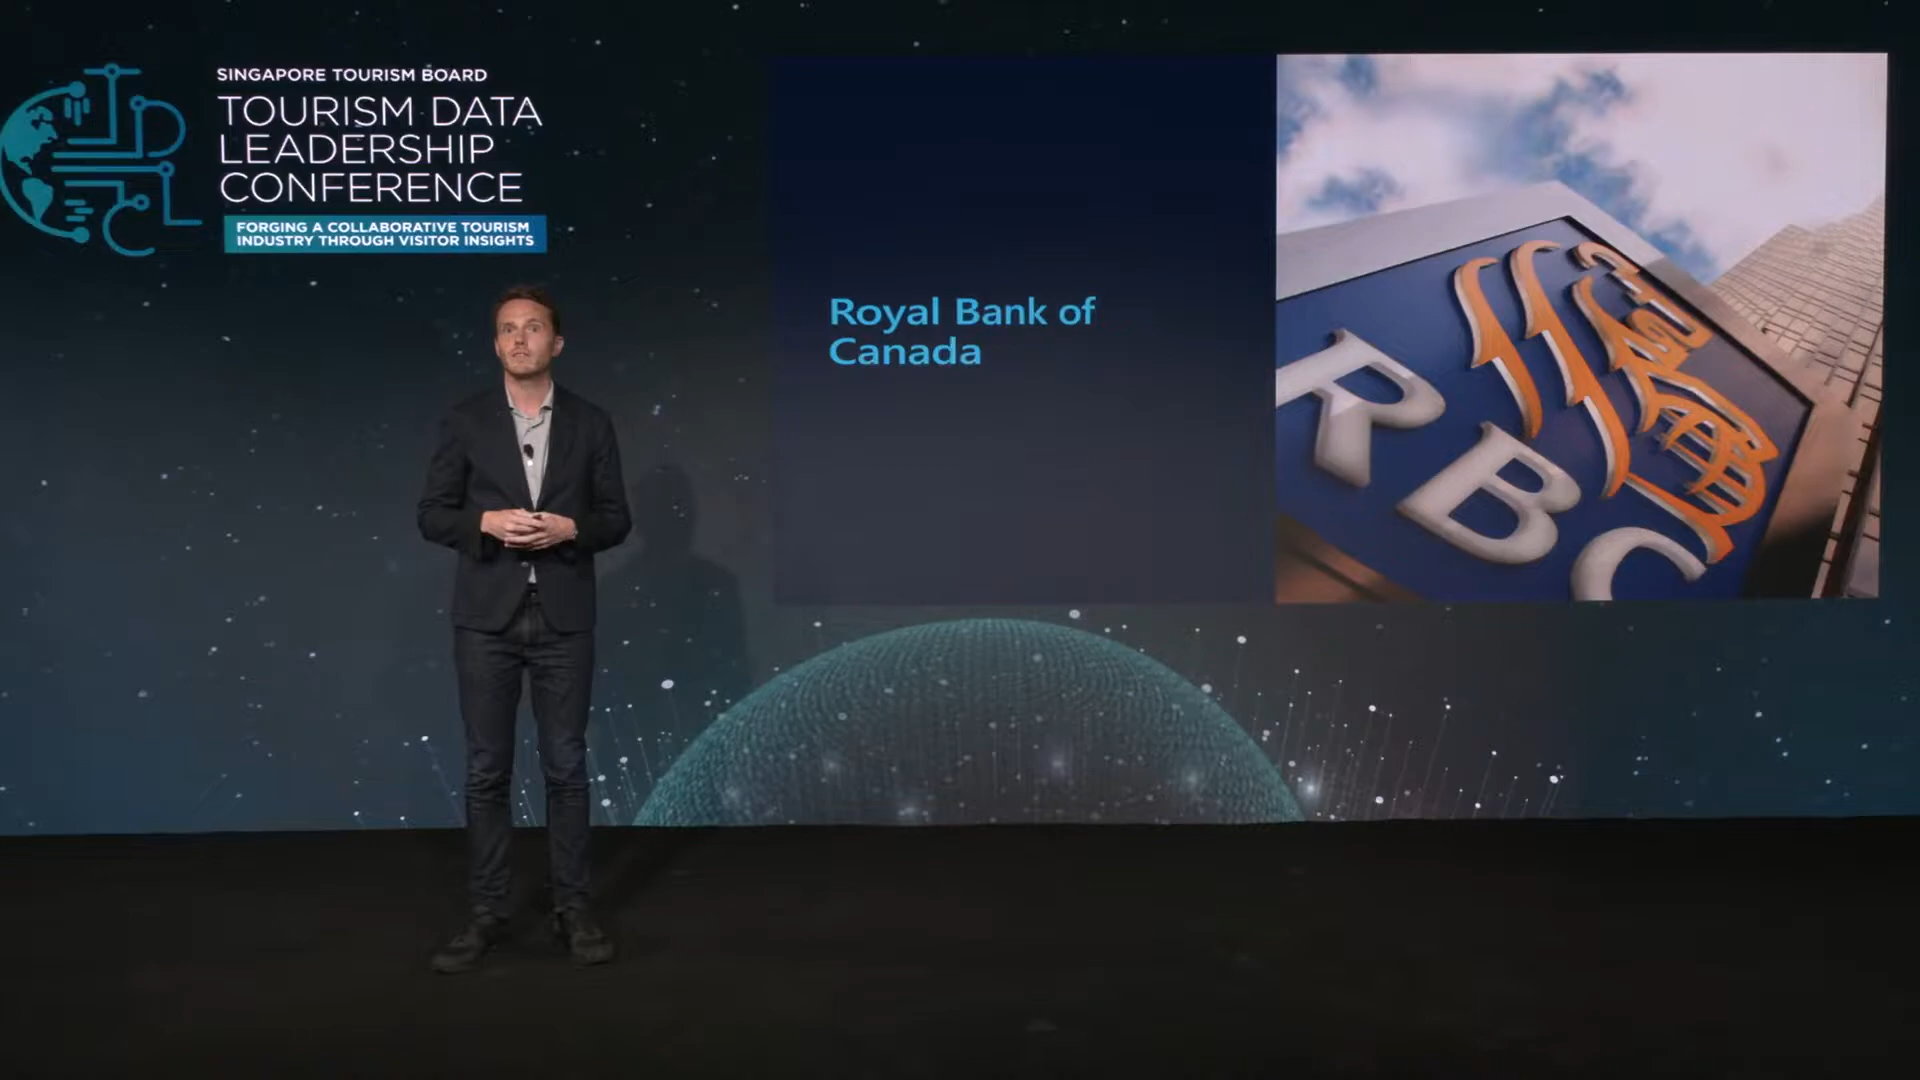 SINGAPORE TOURISM BOARD
TOURISM DATA
LEADERSHIP
CONFERENCE
FORGING A COLLABORATIVE TOURISM
INDUSTRY THROUGH VISITOR INSIGHTS
Royal Bank of
Canada
RBC